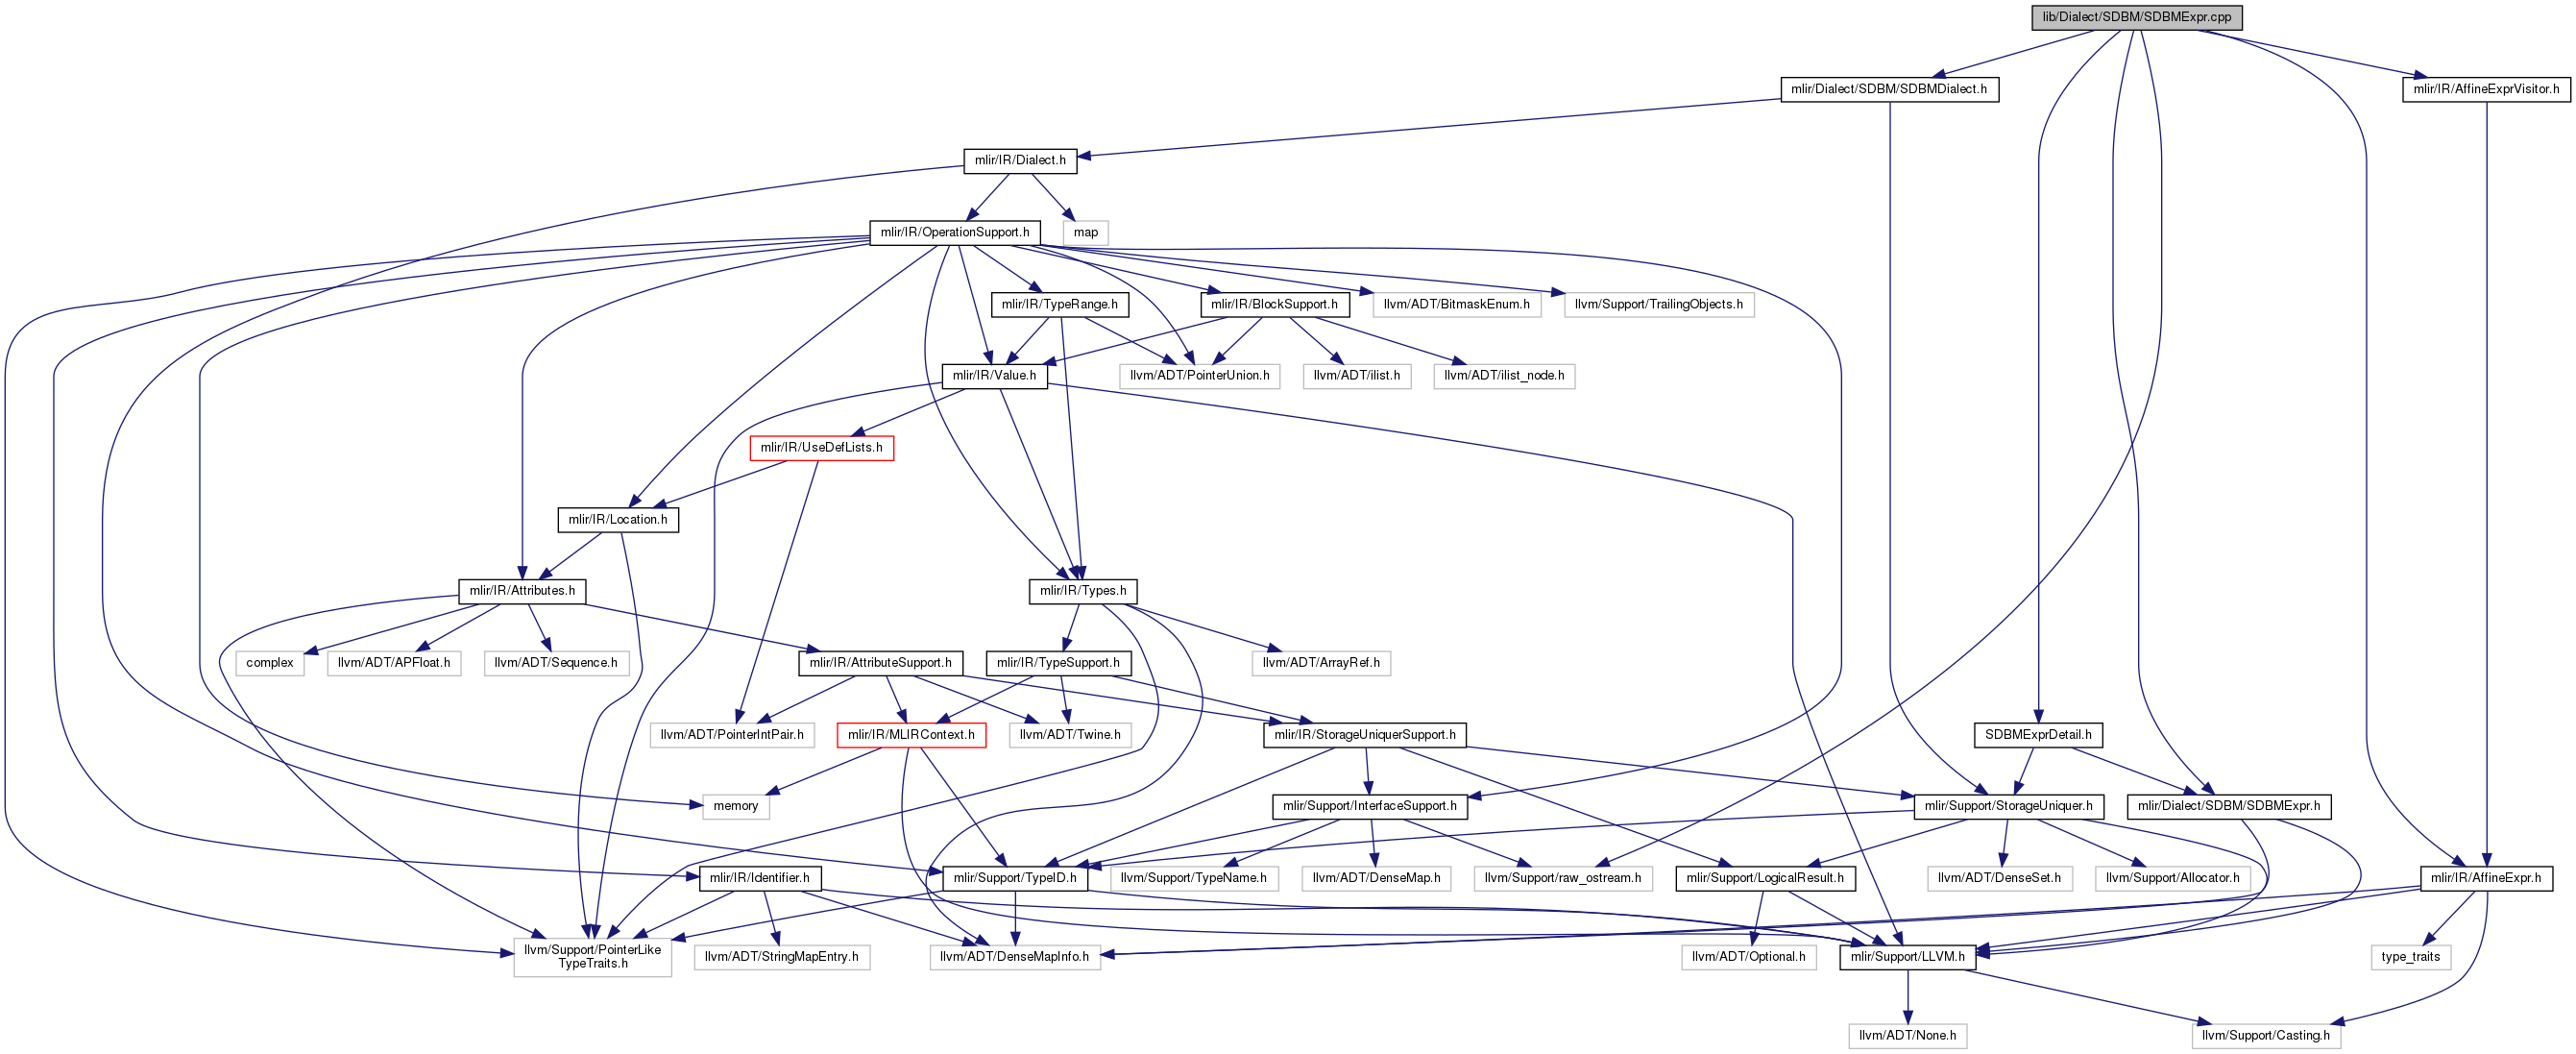 lib/Dialect/SDBM/SDBMExpr.cpp
mlir/Dialect/SDBM/SDBMDialect.h
mlir/IR/AffineExprVisitor.h
mlir/IR/Dialect.h
mlir/IR/OperationSupport.h
map
mlir/IR/TypeRange.h
mlir/IR/BlockSupport.h
llvm/ADT/BitmaskEnum.h
llvm/Support/TrailingObjects.h
mlir/IR/Value.h
llvm/ADT/PointerUnion.h
llvm/ADT/ilist.h
llvm/ADT/ilist_node.h
mlir/IR/UseDefLists.h
mlir/IR/Location.h
mlir/IR/Attributes.h
mlir/IR/Types.h
complex
llvm/ADT/APFloat.h
llvm/ADT/Sequence.h
mlir/IR/AttributeSupport.h
mlir/IR/TypeSupport.h
llvm/ADT/ArrayRef.h
llvm/ADT/PointerIntPair.h
mlir/IR/MLIRContext.h
llvm/ADT/Twine.h
mlir/IR/StorageUniquerSupport.h
SDBMExprDetail.h
memory
mlir/Support/InterfaceSupport.h
mlir/Support/StorageUniquer.h
mlir/Dialect/SDBM/SDBMExpr.h
mlir/IR/Identifier.h
mlir/Support/TypeID.h
llvm/Support/TypeName.h
llvm/ADT/DenseMap.h
llvm/Support/raw_ostream.h
mlir/Support/LogicalResult.h
llvm/ADT/DenseSet.h
llvm/Support/Allocator.h
mlir/IR/AffineExpr.h
llvm/Support/PointerLike
TypeTraits.h
llvm/ADT/StringMapEntry.h
llvm/ADT/DenseMapInfo.h
llvm/ADT/Optional.h
mlir/Support/LLVM.h
type_traits
llvm/ADT/None.h
llvm/Support/Casting.h